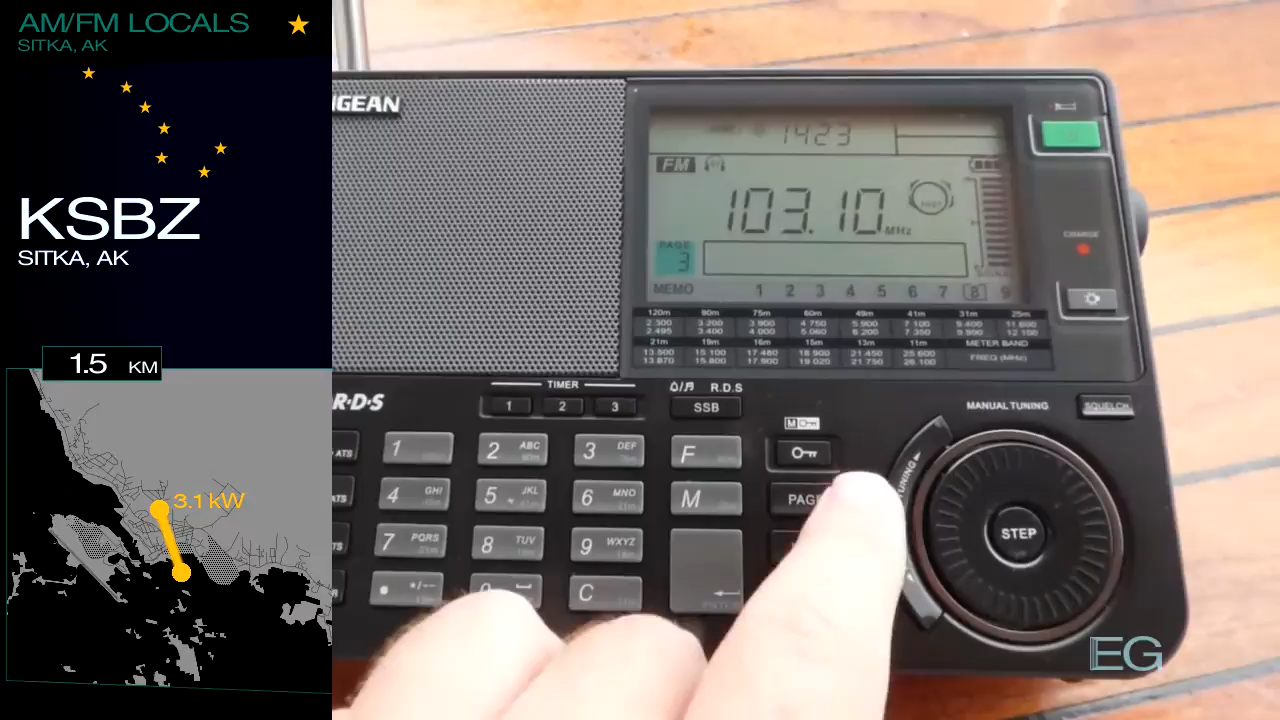 AM/FM LOCALS
SITKA, AK
KSBZ
SITKA, AK
1.5 KM
3.1 kW
GEAN
1423
FM
103.10 MHz
PAGE
3
MEMO 1 2 3 4 5 6 7 8 9
CHARGE
120m 90m 75m 60m 49m 41m 31m 25m
2.300 3.200 3.900 4.750 5.900 7.100 9.400 11.600
2.495 3.400 4.000 5.060 6.200 7.350 9.990 12.100
21m 19m 16m 15m 13m 11m METER BAND
13.500 15.100 17.480 18.900 21.450 25.600 FREQ (MHz)
13.870 15.800 17.900 19.020 21.750 26.100
R·D·S
TIMER
1 2 3
R.D.S
SSB
M
MANUAL TUNING
SQUELCH
ATS
1
2 ABC
3 DEF
F
ATS
4 GHI
5 JKL
6 MNO
M
PAGE
TUNING
7 PQRS
8 TUV
9 WXYZ
STEP
• */--
0
C
EG